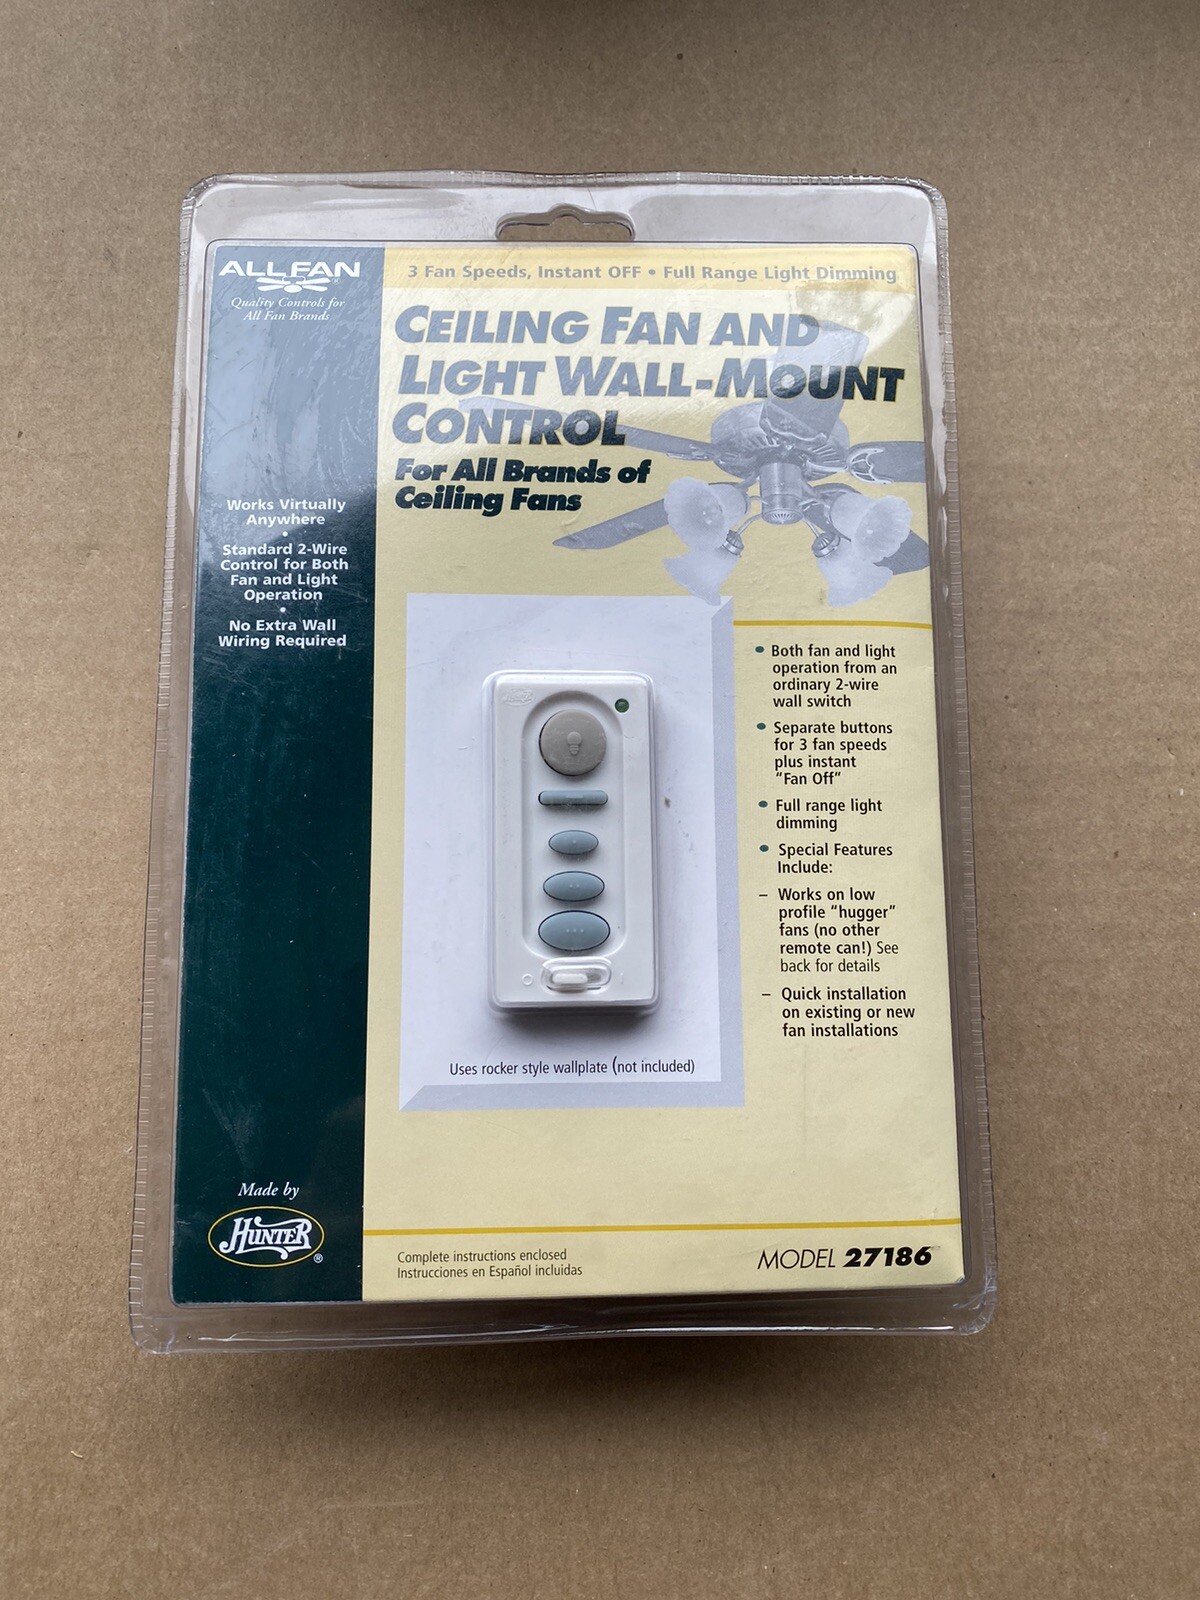 ALL FAN
®
Quality Controls for
All Fan Brands
3 Fan Speeds, Instant OFF • Full Range Light Dimming
CEILING FAN AND
LIGHT WALL-MOUNT
CONTROL
For All Brands of
Ceiling Fans
Works Virtually
Anywhere
•
Standard 2-Wire
Control for Both
Fan and Light
Operation
•
No Extra Wall
Wiring Required
• Both fan and light
operation from an
ordinary 2-wire
wall switch
• Separate buttons
for 3 fan speeds
plus instant
“Fan Off”
• Full range light
dimming
• Special Features
Include:
– Works on low
profile “hugger”
fans (no other
remote can!) See
back for details
– Quick installation
on existing or new
fan installations
Uses rocker style wallplate (not included)
Made by
HUNTER
®
Complete instructions enclosed
Instrucciones en Español incluidas
MODEL 27186